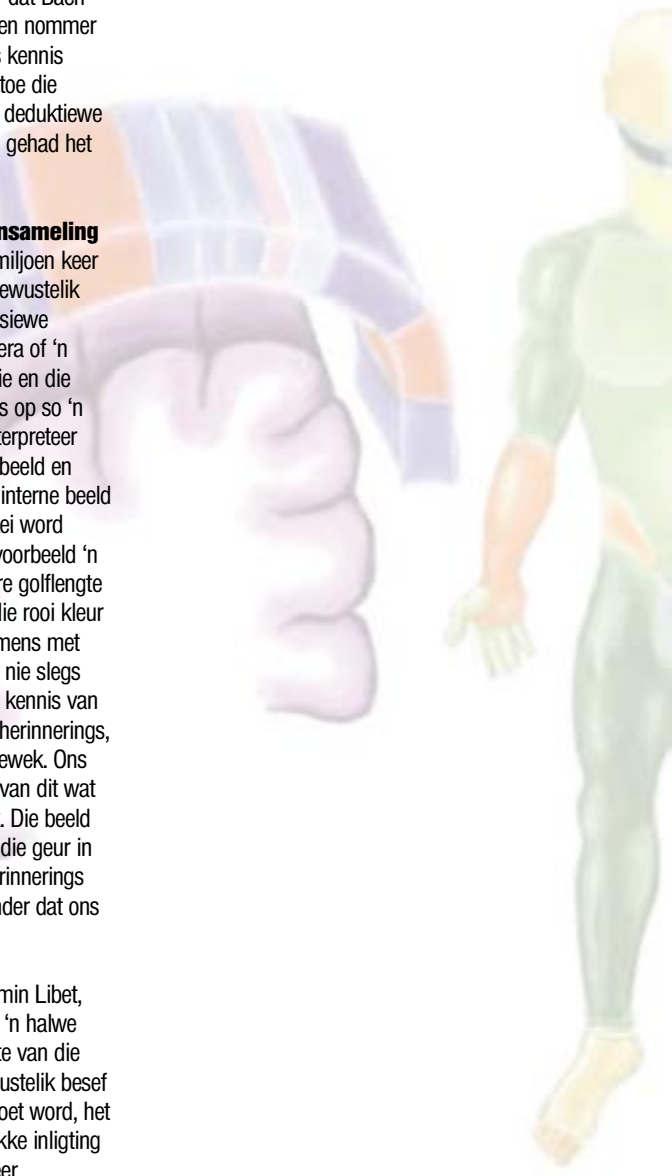 dat Bach
en nommer
kennis
toe die
deduktiewe
gehad het
nsameling
miljoen keer
ewustelik
siewe
era of ‘n
ie en die
s op so ‘n
terpreteer
beeld en
interne beeld
ei word
voorbeeld ‘n
re golflengte
die rooi kleur
mens met
nie slegs
kennis van
herinnerings,
ewek. Ons
van dit wat
. Die beeld
die geur in
rinnerings
nder dat ons
min Libet,
‘n halwe
te van die
ustelik besef
oet word, het
kke inligting
eer